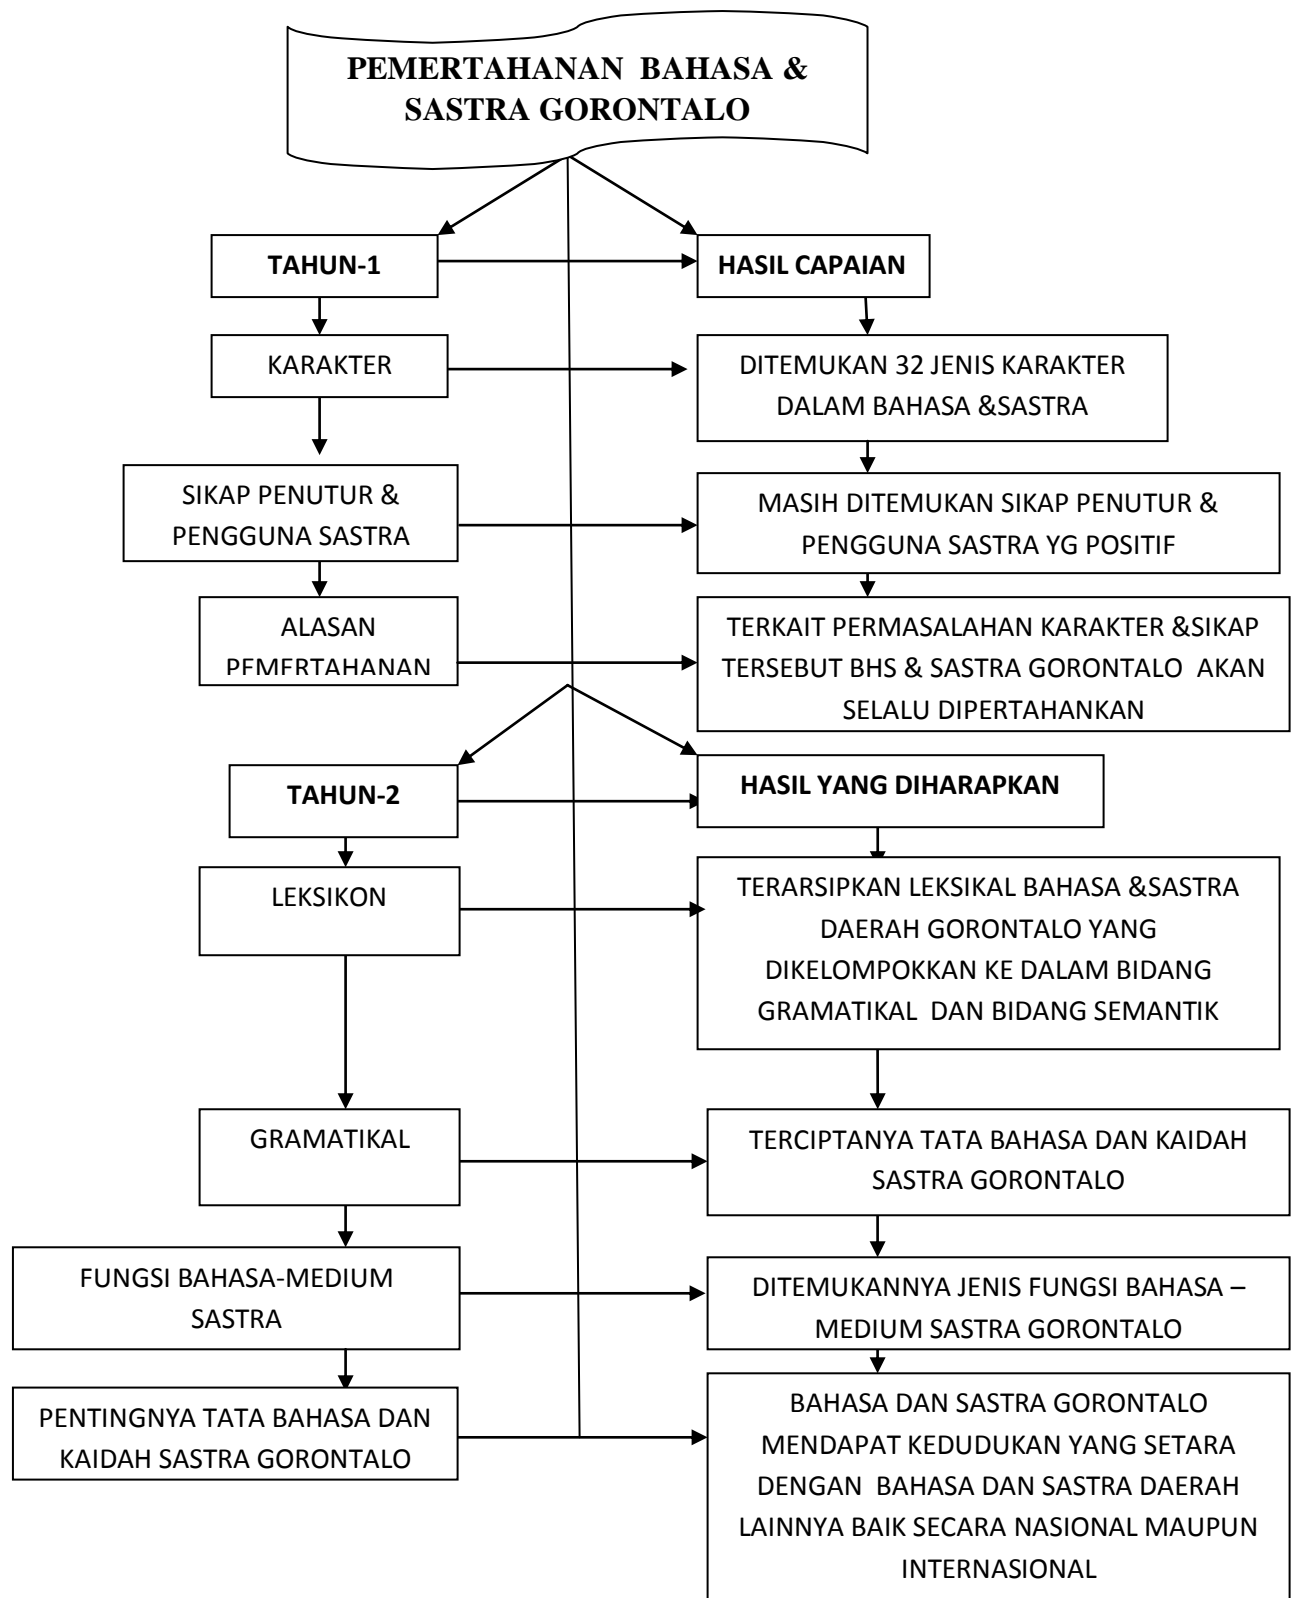 PEMERTAHANAN BAHASA &
SASTRA GORONTALO
TAHUN-1
HASIL CAPAIAN
KARAKTER
DITEMUKAN 32 JENIS KARAKTER
DALAM BAHASA &SASTRA
SIKAP PENUTUR &
PENGGUNA SASTRA
MASIH DITEMUKAN SIKAP PENUTUR &
PENGGUNA SASTRA YG POSITIF
ALASAN
PEMERTAHANAN
TERKAIT PERMASALAHAN KARAKTER &SIKAP
TERSEBUT BHS & SASTRA GORONTALO AKAN
SELALU DIPERTAHANKAN
TAHUN-2
HASIL YANG DIHARAPKAN
LEKSIKON
TERARSIPKAN LEKSIKAL BAHASA &SASTRA
DAERAH GORONTALO YANG
DIKELOMPOKKAN KE DALAM BIDANG
GRAMATIKAL DAN BIDANG SEMANTIK
GRAMATIKAL
TERCIPTANYA TATA BAHASA DAN KAIDAH
SASTRA GORONTALO
FUNGSI BAHASA-MEDIUM
SASTRA
DITEMUKANNYA JENIS FUNGSI BAHASA –
MEDIUM SASTRA GORONTALO
PENTINGNYA TATA BAHASA DAN
KAIDAH SASTRA GORONTALO
BAHASA DAN SASTRA GORONTALO
MENDAPAT KEDUDUKAN YANG SETARA
DENGAN BAHASA DAN SASTRA DAERAH
LAINNYA BAIK SECARA NASIONAL MAUPUN
INTERNASIONAL